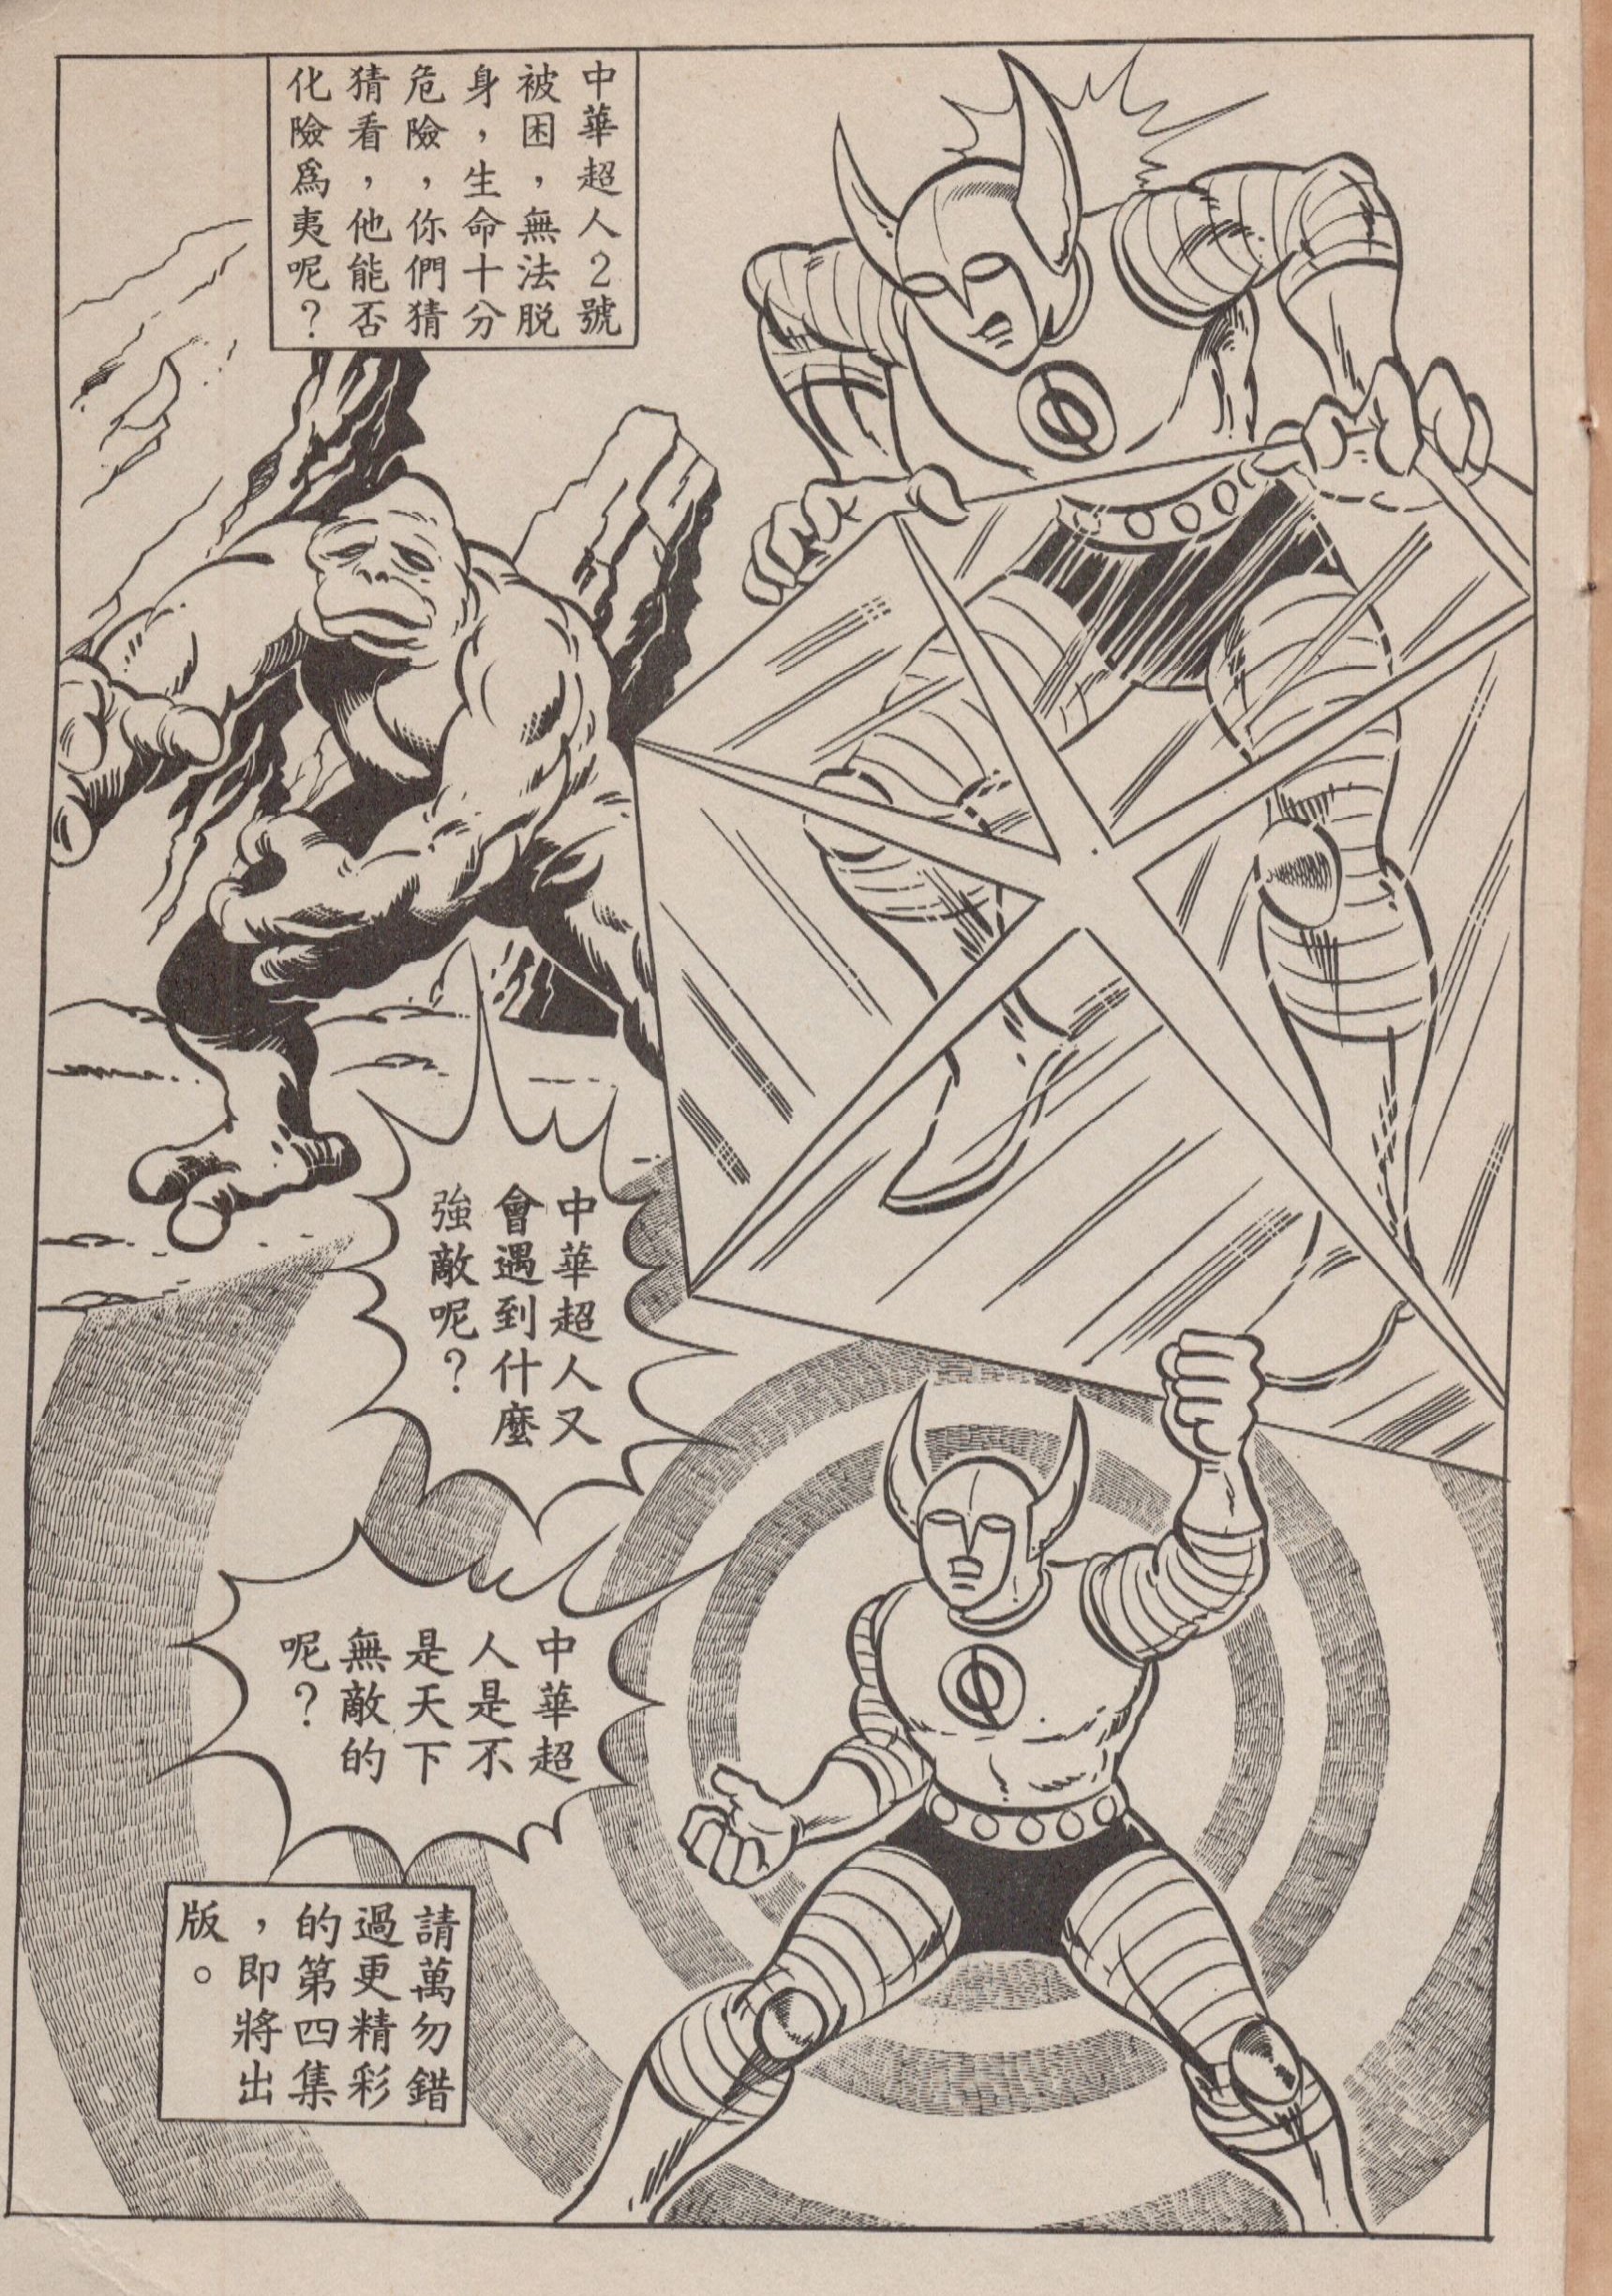 中華超人2號
被困，無法脱
身，生命十分
危險，你們猜
猜看，他能否
化險爲夷呢？
中華超人又
會遇到什麼
強敵呢？
中華超
人是不
是天下
無敵的
呢？
請萬勿錯
過更精彩
的第四集
，即將出
版。